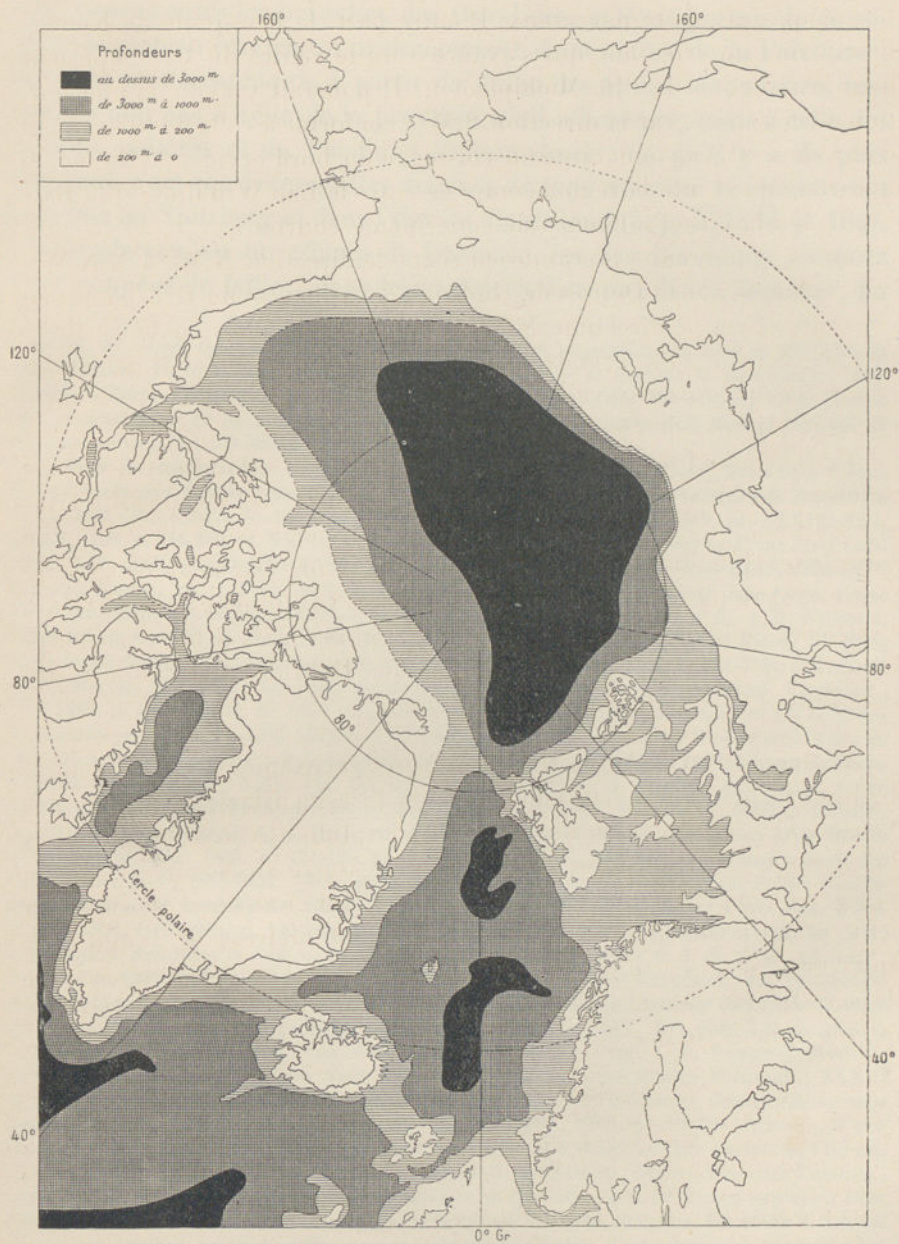 160°
160°
Profondeurs
au dessus de 3000 m
de 3000 m à 1000 m
de 1000 m à 200 m
de 200 m à 0
120°
120°
80°
80°
80°
Cercle polaire
40°
40°
0° Gr